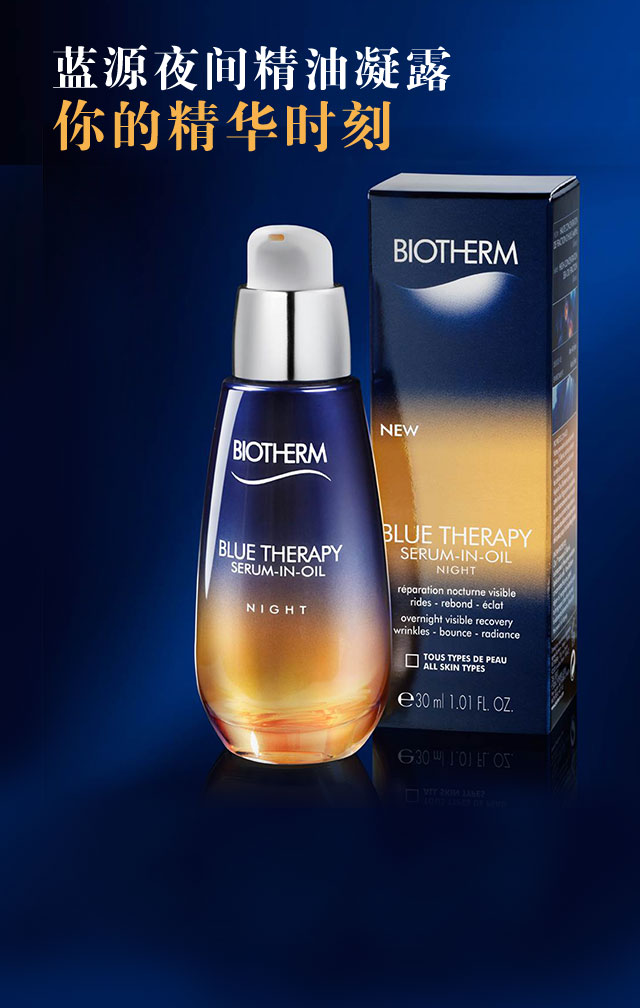 蓝源夜间精油凝露
你的精华时刻
BIOTHERM
NEW
BLUE THERAPY
SERUM-IN-OIL
NIGHT
réparation nocturne visible
rides - rebond - éclat
overnight visible recovery
wrinkles - bounce - radiance
TOUS TYPES DE PEAU
ALL SKIN TYPES
℮30 ml 1.01 FL. OZ.
BIOTHERM
BLUE THERAPY
SERUM-IN-OIL
NIGHT